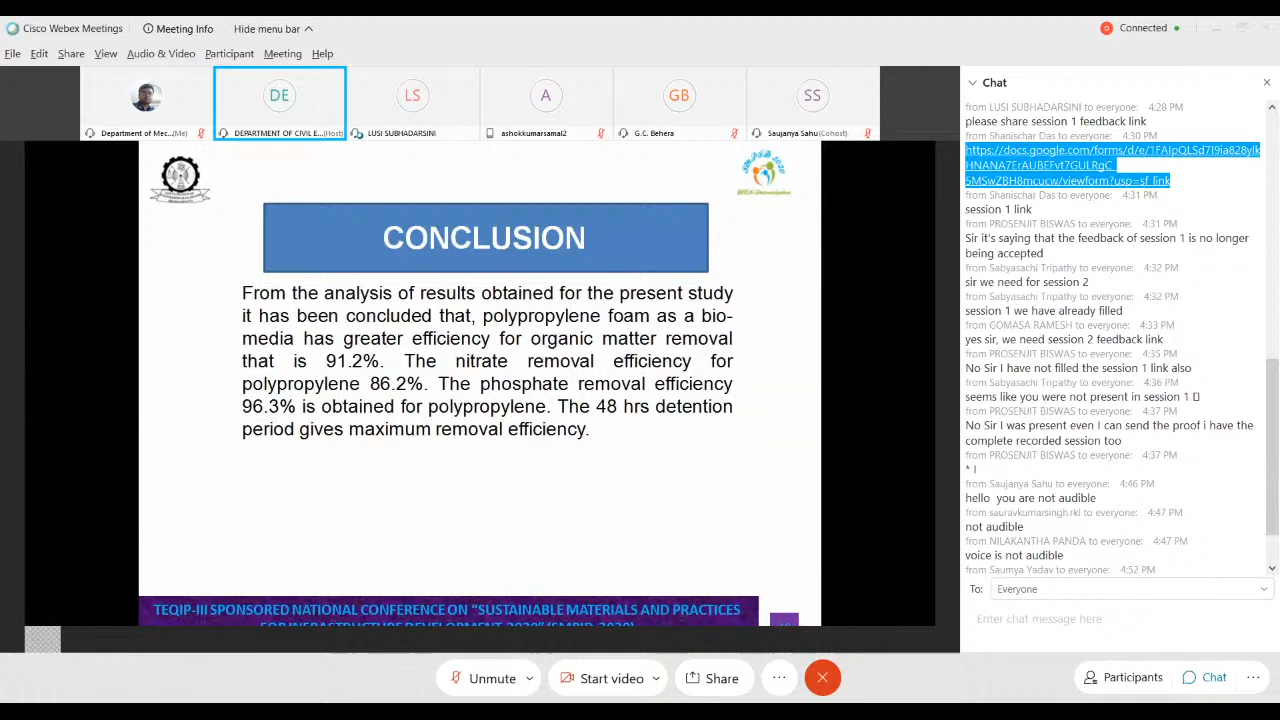 Cisco Webex Meetings
Meeting Info
Hide menu bar
Connected
File Edit Share View Audio & Video Participant Meeting Help
DE
LS
A
GB
SS
Department of Mec...(Me)
DEPARTMENT OF CIVIL E...(Host)
LUSI SUBHADARSINI
ashokkumarsamal2
G.C. Behera
Saujanya Sahu(Cohost)
CONCLUSION
From the analysis of results obtained for the present study
it has been concluded that, polypropylene foam as a bio-
media has greater efficiency for organic matter removal
that is 91.2%. The nitrate removal efficiency for
polypropylene 86.2%. The phosphate removal efficiency
96.3% is obtained for polypropylene. The 48 hrs detention
period gives maximum removal efficiency.
TEQIP-III SPONSORED NATIONAL CONFERENCE ON "SUSTAINABLE MATERIALS AND PRACTICES
FOR INFRASTRUCTURE DEVELOPMENT-2020" (SMPID-2020)
Chat
from LUSI SUBHADARSINI to everyone: 4:28 PM
please share session 1 feedback link
from Shanischar Das to everyone: 4:30 PM
https://docs.google.com/forms/d/e/1FAIpQLSd7I9ia828yIk
HNANA7ErAUBEFvt7GULRgC_
5MSwZBH8mcucw/viewform?usp=sf_link
from Shanischar Das to everyone: 4:31 PM
session 1 link
from PROSENJIT BISWAS to everyone: 4:31 PM
Sir it's saying that the feedback of session 1 is no longer
being accepted
from Sabyasachi Tripathy to everyone: 4:32 PM
sir we need for session 2
from Sabyasachi Tripathy to everyone: 4:32 PM
session 1 we have already filled
from GOMASA RAMESH to everyone: 4:33 PM
yes sir, we need session 2 feedback link
from PROSENJIT BISWAS to everyone: 4:35 PM
No Sir I have not filled the session 1 link also
from Sabyasachi Tripathy to everyone: 4:36 PM
seems like you were not present in session 1
from PROSENJIT BISWAS to everyone: 4:37 PM
No Sir I was present even I can send the proof i have the
complete recorded session too
from PROSENJIT BISWAS to everyone: 4:37 PM
* I
from Saujanya Sahu to everyone: 4:46 PM
hello you are not audible
from sauravkumarsingh.rkl to everyone: 4:47 PM
not audible
from NILAKANTHA PANDA to everyone: 4:47 PM
voice is not audible
from Saumya Yadav to everyone: 4:52 PM
To: Everyone
Enter chat message here
Unmute
Start video
Share
Participants
Chat